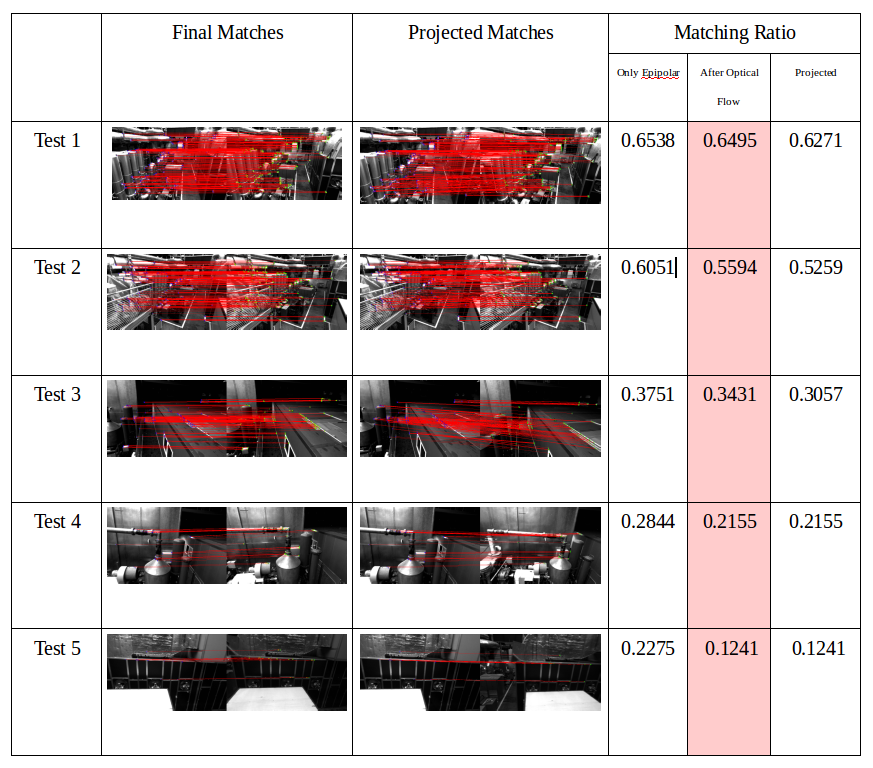 Final Matches
Projected Matches
Matching Ratio
Only Epipolar
After Optical
Flow
Projected
Test 1
0.6538
0.6495
0.6271
Test 2
0.6051
0.5594
0.5259
Test 3
0.3751
0.3431
0.3057
Test 4
0.2844
0.2155
0.2155
Test 5
0.2275
0.1241
0.1241